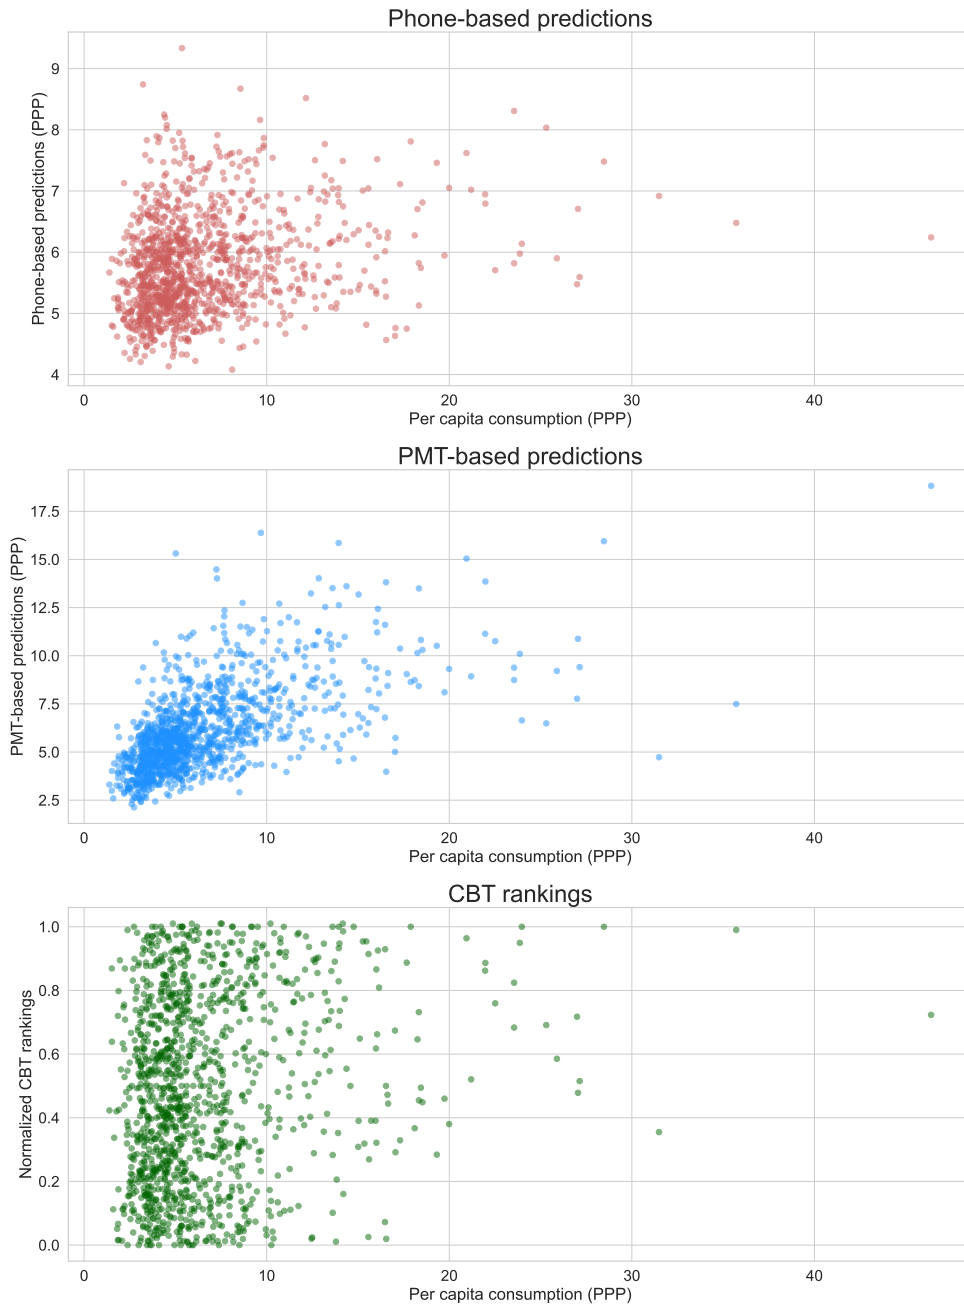 Phone-based predictions
Phone-based predictions (PPP)
9
8
7
6
5
4
0 10 20 30 40
Per capita consumption (PPP)
PMT-based predictions
PMT-based predictions (PPP)
17.5
15.0
12.5
10.0
7.5
5.0
2.5
0 10 20 30 40
Per capita consumption (PPP)
CBT rankings
Normalized CBT rankings
1.0
0.8
0.6
0.4
0.2
0.0
0 10 20 30 40
Per capita consumption (PPP)